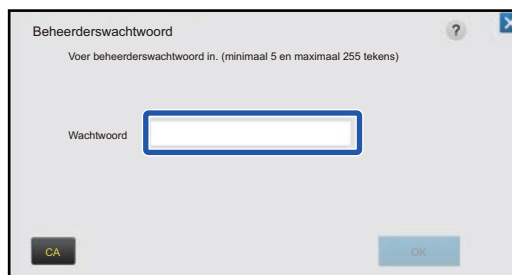 Beheerderswachtwoord
?
Voer beheerderswachtwoord in. (minimaal 5 en maximaal 255 tekens)
Wachtwoord
CA
OK